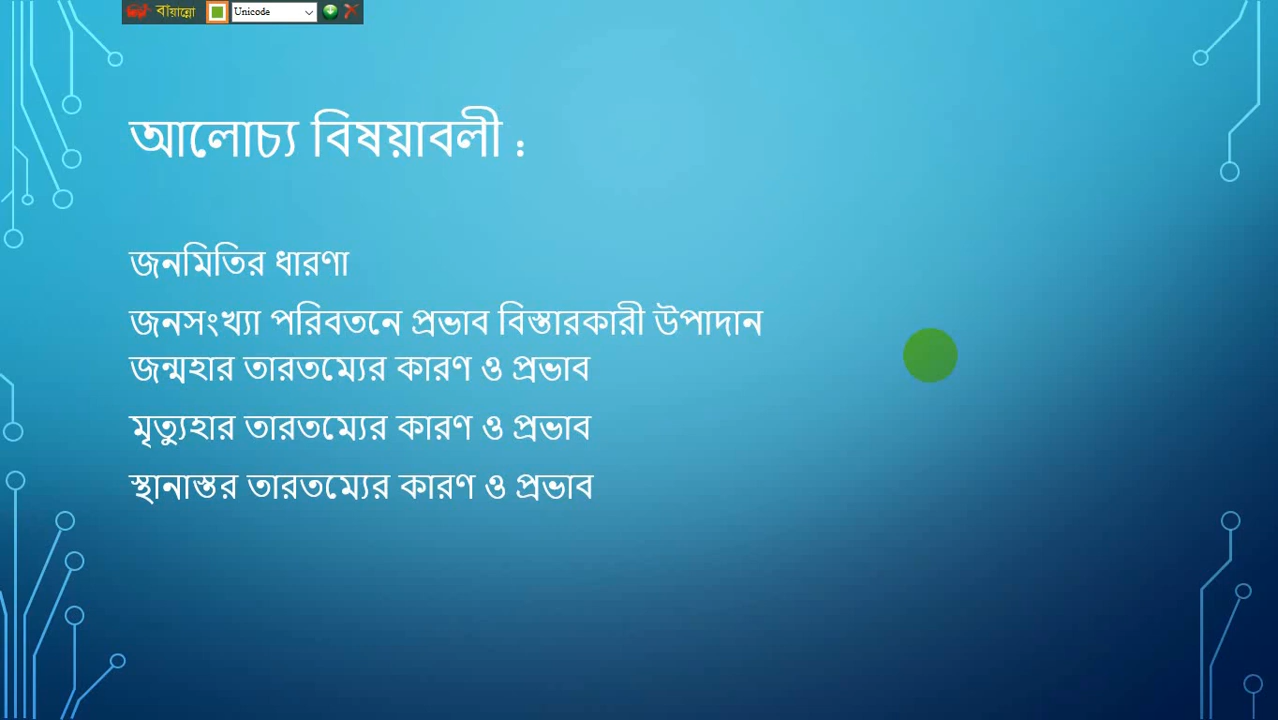 বাঁয়ান্নো Unicode
আলোচ্য বিষয়াবলী :
জনমিতির ধারণা
জনসংখ্যা পরিবতনে প্রভাব বিস্তারকারী উপাদান
জন্মহার তারতম্যের কারণ ও প্রভাব
মৃত্যুহার তারতম্যের কারণ ও প্রভাব
স্থানাস্তর তারতম্যের কারণ ও প্রভাব